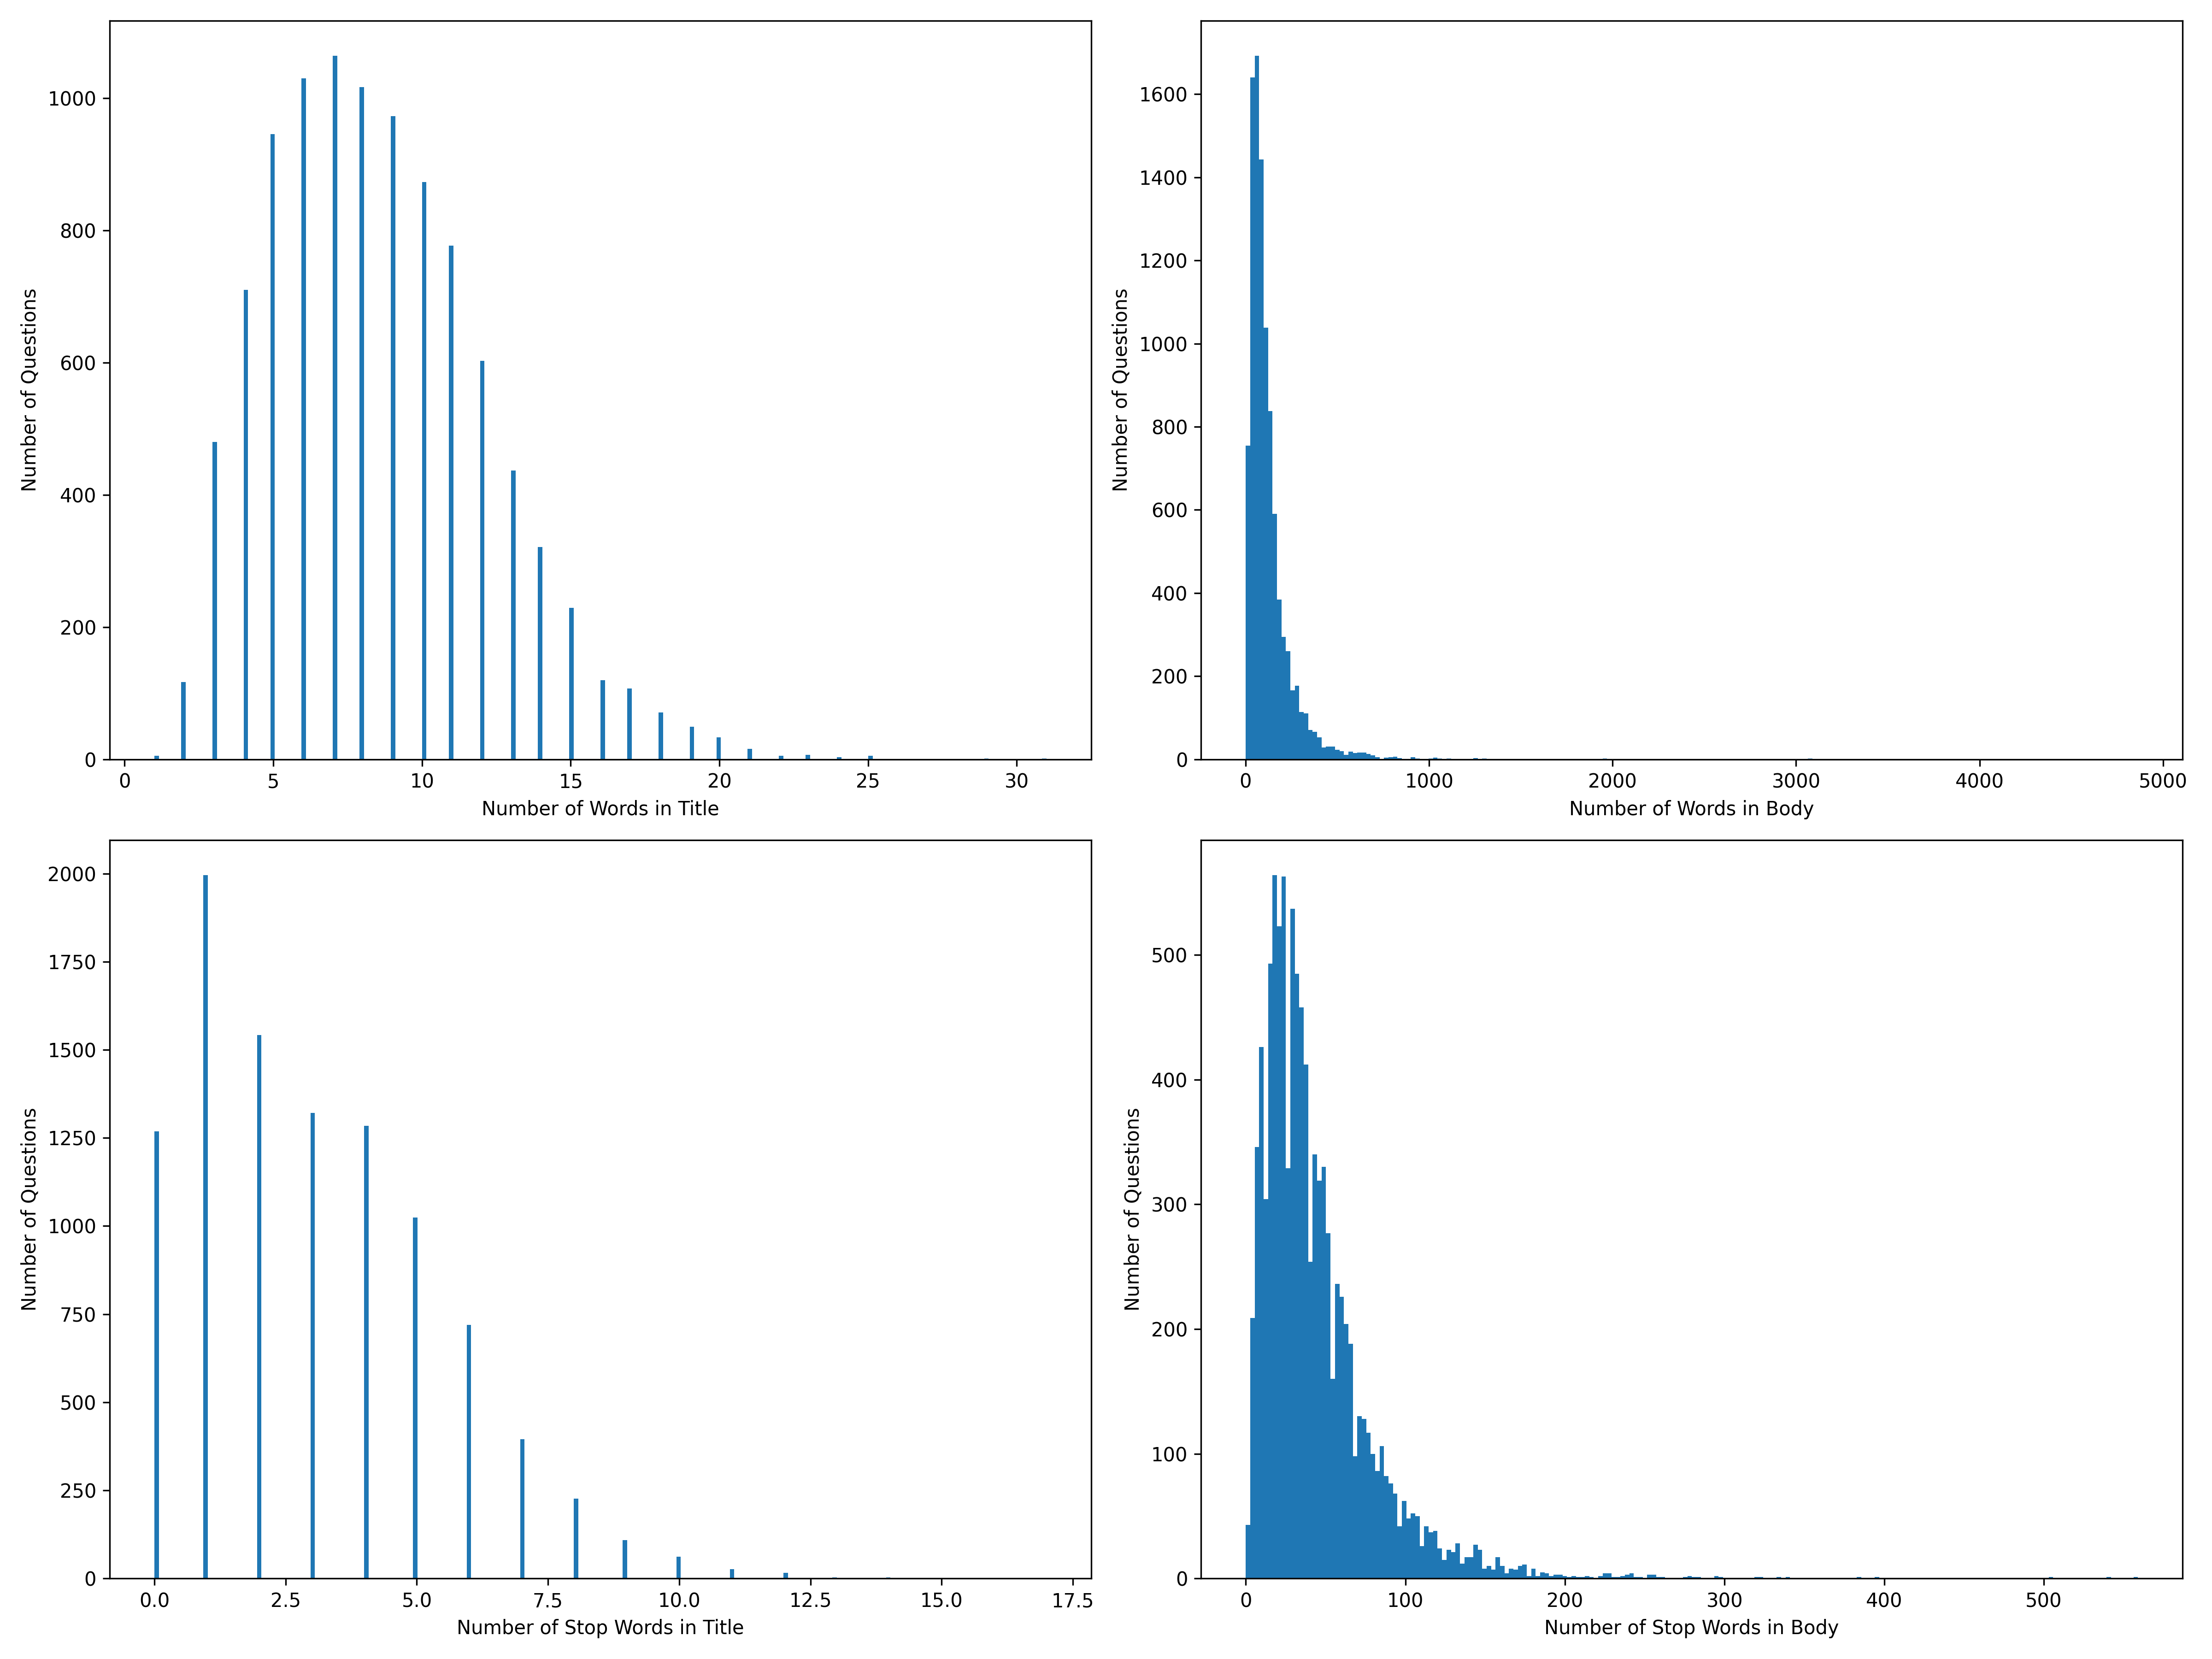 Number of Questions
1000
800
600
400
200
0
0 5 10 15 20 25 30
Number of Words in Title
Number of Questions
1600
1400
1200
1000
800
600
400
200
0
0 1000 2000 3000 4000 5000
Number of Words in Body
Number of Questions
2000
1750
1500
1250
1000
750
500
250
0
0.0 2.5 5.0 7.5 10.0 12.5 15.0 17.5
Number of Stop Words in Title
Number of Questions
500
400
300
200
100
0
0 100 200 300 400 500
Number of Stop Words in Body